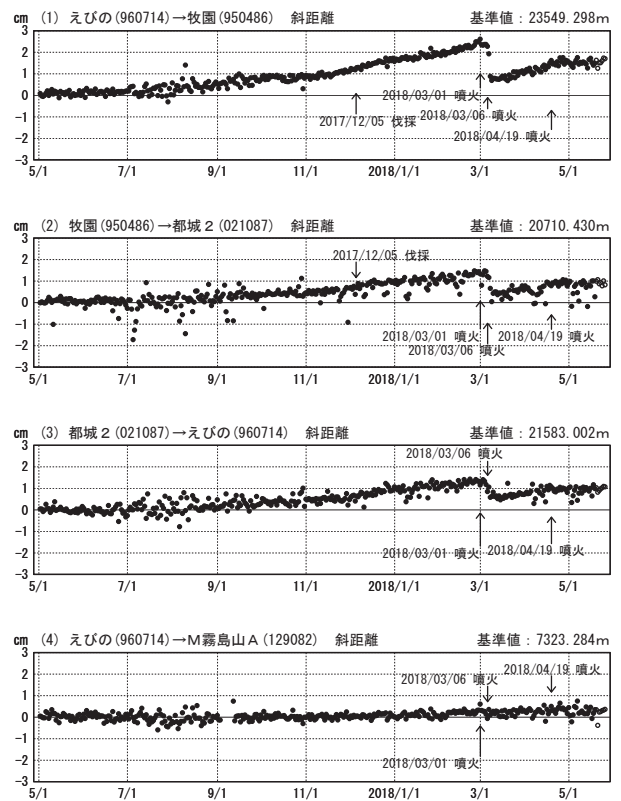 cm (1) えびの(960714)→牧園(950486) 斜距離 基準値：23549.298m
3
2
1
0
-1
-2
-3
2018/03/01 噴火
2017/12/05 伐採
2018/03/06 噴火
2018/04/19 噴火
5/1 7/1 9/1 11/1 2018/1/1 3/1 5/1
cm (2) 牧園(950486)→都城２(021087) 斜距離 基準値：20710.430m
3
2
1
0
-1
-2
-3
2017/12/05 伐採
2018/03/01 噴火
2018/04/19 噴火
2018/03/06 噴火
5/1 7/1 9/1 11/1 2018/1/1 3/1 5/1
cm (3) 都城２(021087)→えびの(960714) 斜距離 基準値：21583.002m
3
2
1
0
-1
-2
-3
2018/03/06 噴火
2018/03/01 噴火
2018/04/19 噴火
5/1 7/1 9/1 11/1 2018/1/1 3/1 5/1
cm (4) えびの(960714)→Ｍ霧島山Ａ(129082) 斜距離 基準値：7323.284m
3
2
1
0
-1
-2
-3
2018/04/19 噴火
2018/03/06 噴火
2018/03/01 噴火
5/1 7/1 9/1 11/1 2018/1/1 3/1 5/1